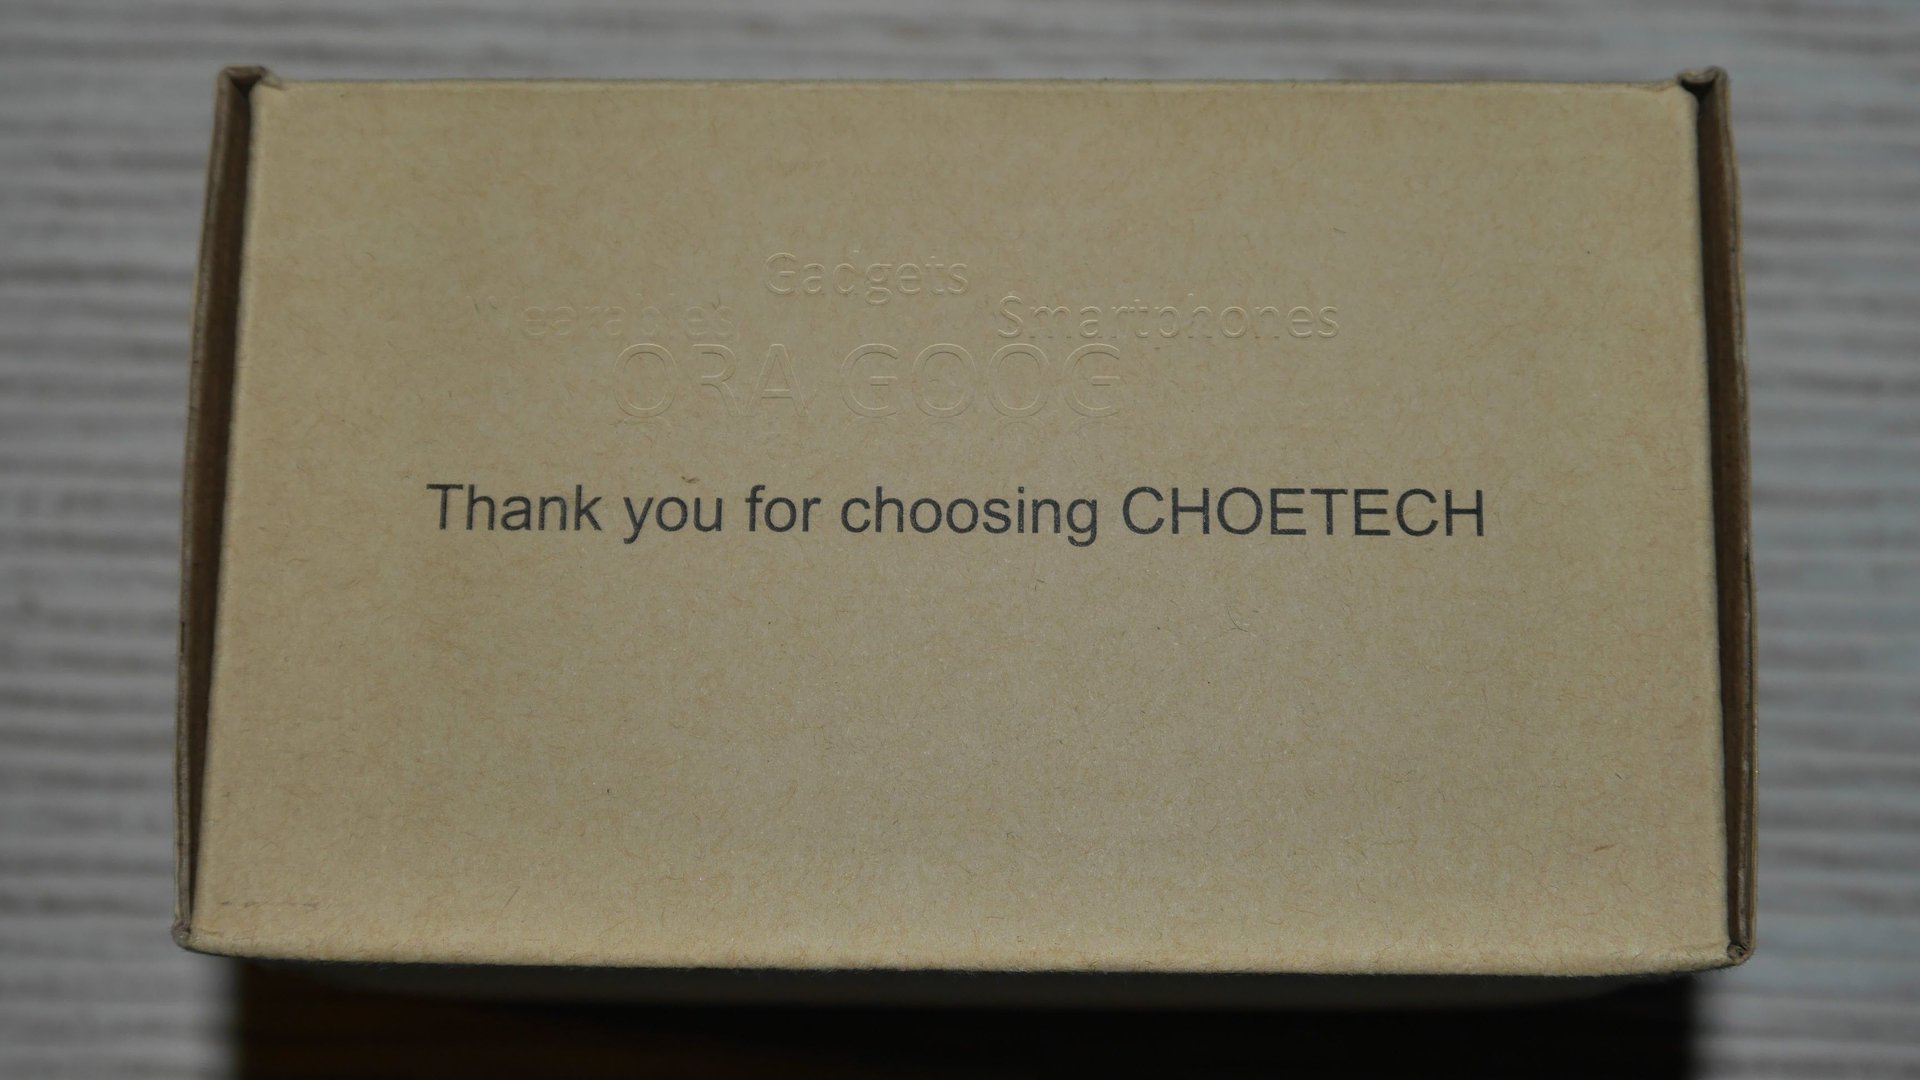 Gadgets
Wearables Smartphones
ORA GOOG
Thank you for choosing CHOETECH